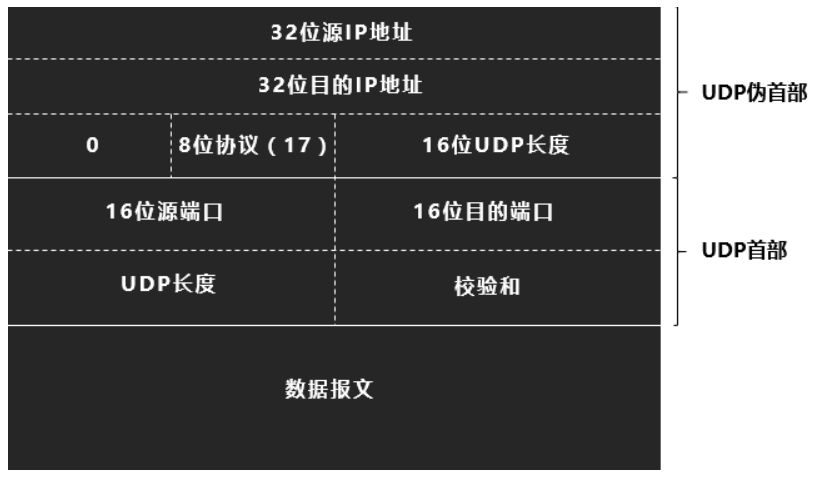 32位源IP地址
32位目的IP地址
UDP伪首部
0
8位协议（17）
16位UDP长度
16位源端口
16位目的端口
UDP首部
UDP长度
校验和
数据报文